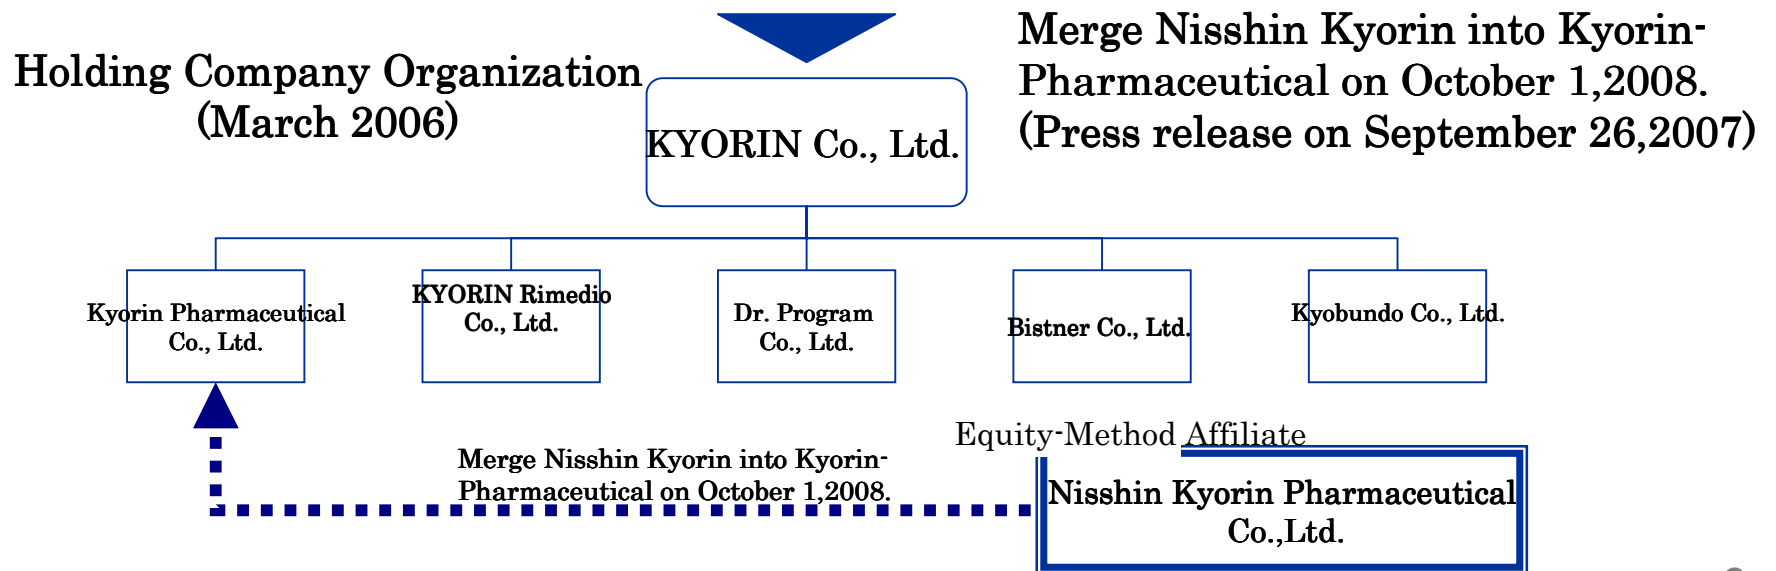 Holding Company Organization
(March 2006)
Merge Nisshin Kyorin into Kyorin-
Pharmaceutical on October 1,2008.
(Press release on September 26,2007)
KYORIN Co., Ltd.
Kyorin Pharmaceutical
Co., Ltd.
KYORIN Rimedio
Co., Ltd.
Dr. Program
Co., Ltd.
Bistner Co., Ltd.
Kyobundo Co., Ltd.
Equity-Method Affiliate
Merge Nisshin Kyorin into Kyorin-
Pharmaceutical on October 1,2008.
Nisshin Kyorin Pharmaceutical
Co.,Ltd.